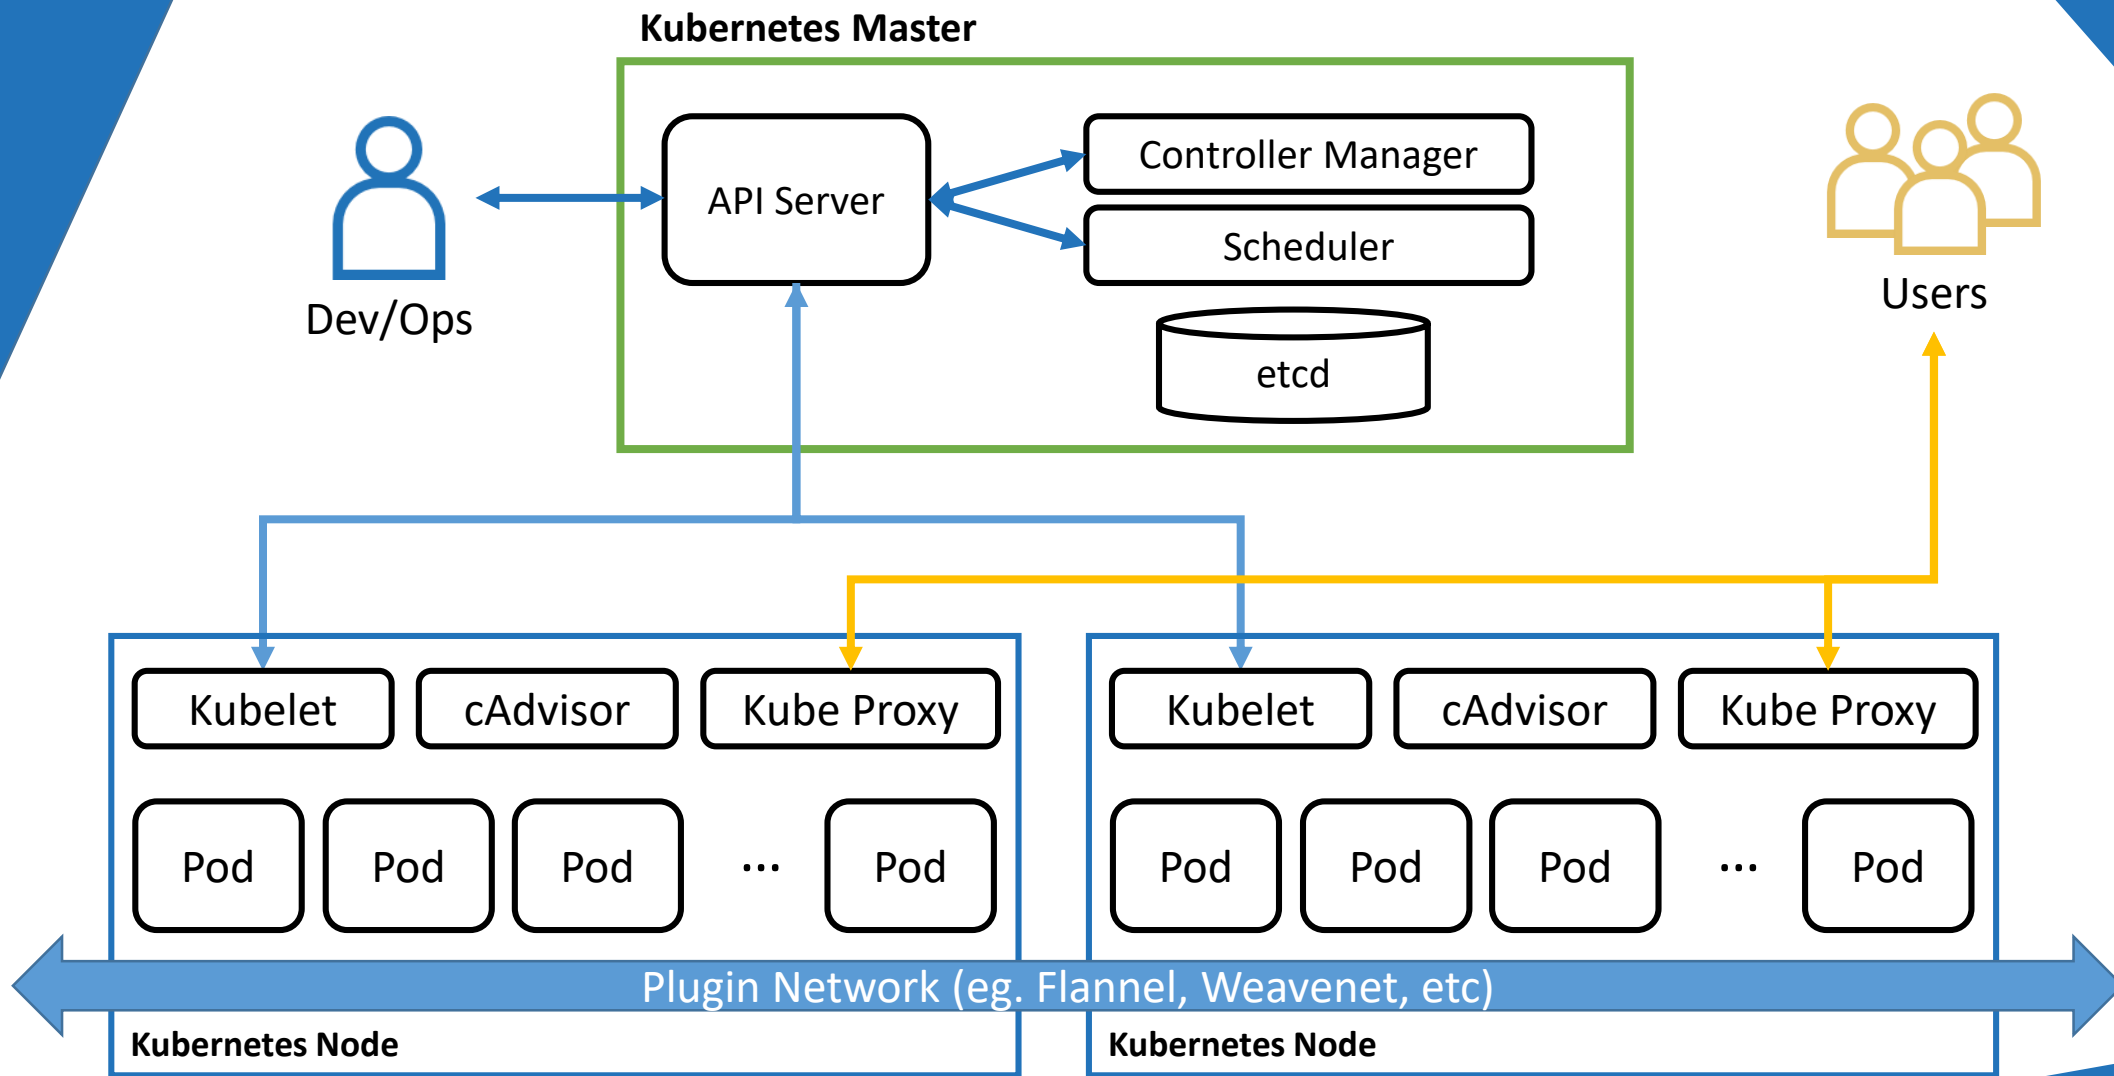 Kubernetes Master
API Server
Controller Manager
Scheduler
etcd
Dev/Ops
Users
Kubelet
cAdvisor
Kube Proxy
Pod
Pod
Pod
...
Pod
Kubelet
cAdvisor
Kube Proxy
Pod
Pod
Pod
...
Pod
Plugin Network (eg. Flannel, Weavenet, etc)
Kubernetes Node
Kubernetes Node